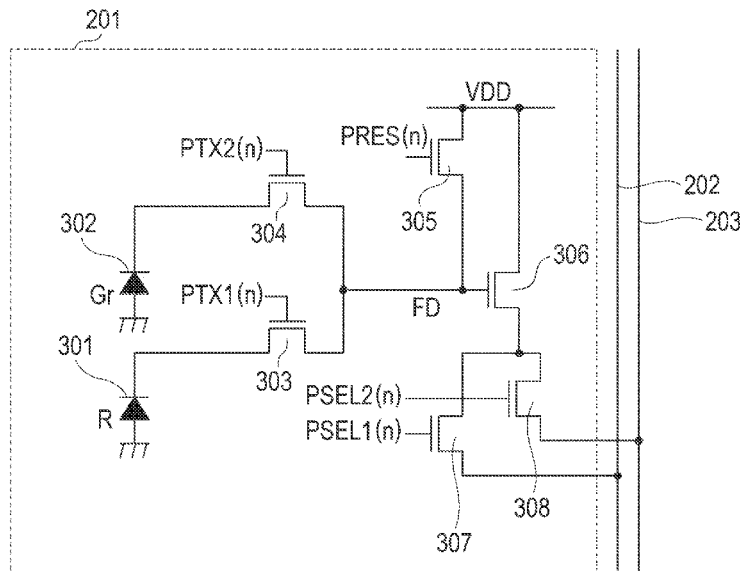 201
VDD
PRES(n)
PTX2(n)
305
202
302
304
203
306
Gr
PTX1(n)
FD
301
303
R
PSEL2(n)
PSEL1(n)
308
307